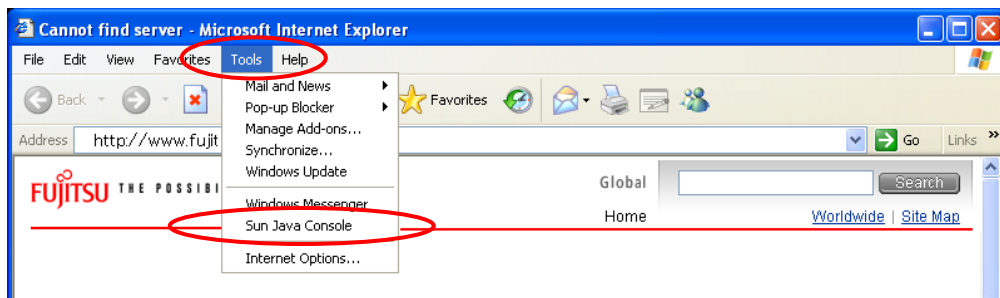 Cannot find server - Microsoft Internet Explorer
File Edit View Favorites Tools Help
Mail and News
Pop-up Blocker
Manage Add-ons...
Synchronize...
Windows Update
Windows Messenger
Sun Java Console
Internet Options...
Back
Favorites
Address http://www.fujit
Go Links »
FUJITSU THE POSSIBI
Global
Search
Home
Worldwide | Site Map